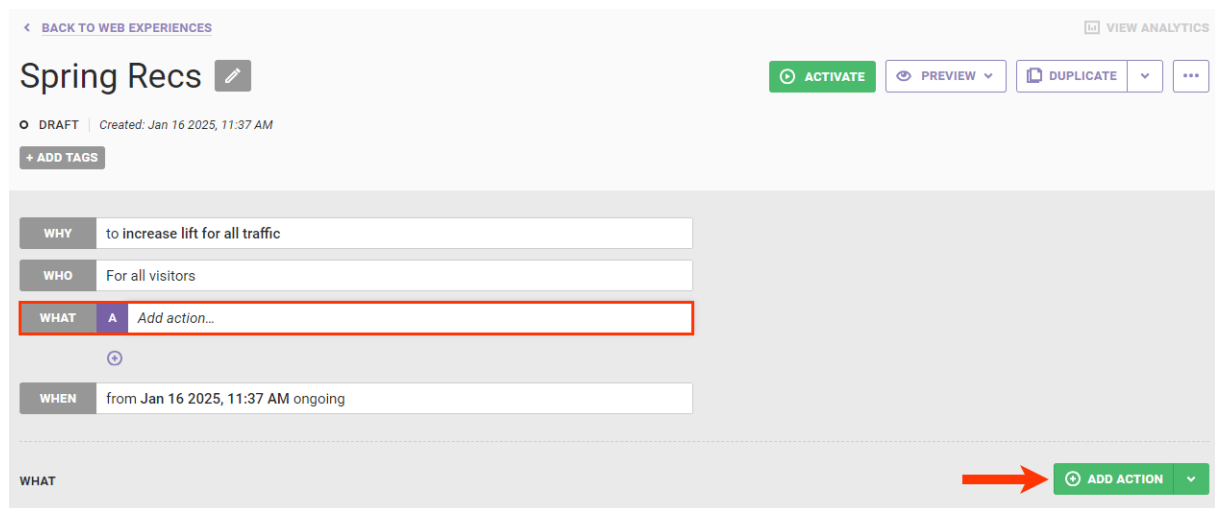 BACK TO WEB EXPERIENCES
VIEW ANALYTICS
Spring Recs
ACTIVATE
PREVIEW
DUPLICATE
DRAFT
Created: Jan 16 2025, 11:37 AM
+ ADD TAGS
WHY to increase lift for all traffic
WHO For all visitors
WHAT A Add action...
WHEN from Jan 16 2025, 11:37 AM ongoing
WHAT
ADD ACTION